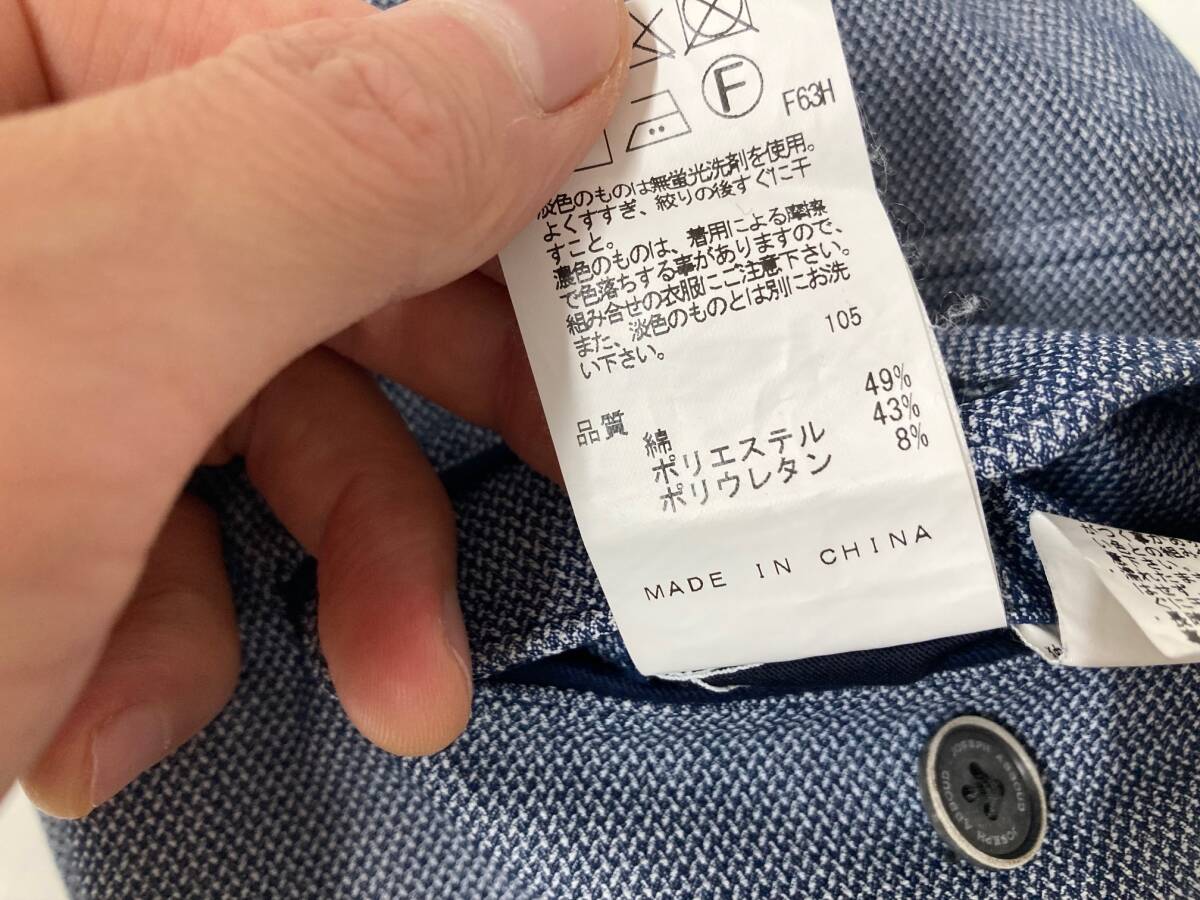 F
F63H
淡色のものは無蛍光洗剤を使用。
よくすすぎ、絞りの後すぐに干
すこと。
濃色のものは、着用による摩擦
で色落ちする事がありますので、
組み合せの衣服にご注意下さい。
また、淡色のものとは別にお洗
い下さい。
105
品質
綿 49%
ポリエステル 43%
ポリウレタン 8%
MADE IN CHINA
JOSEPH ABBOUD
JOSEPH ABBOUD